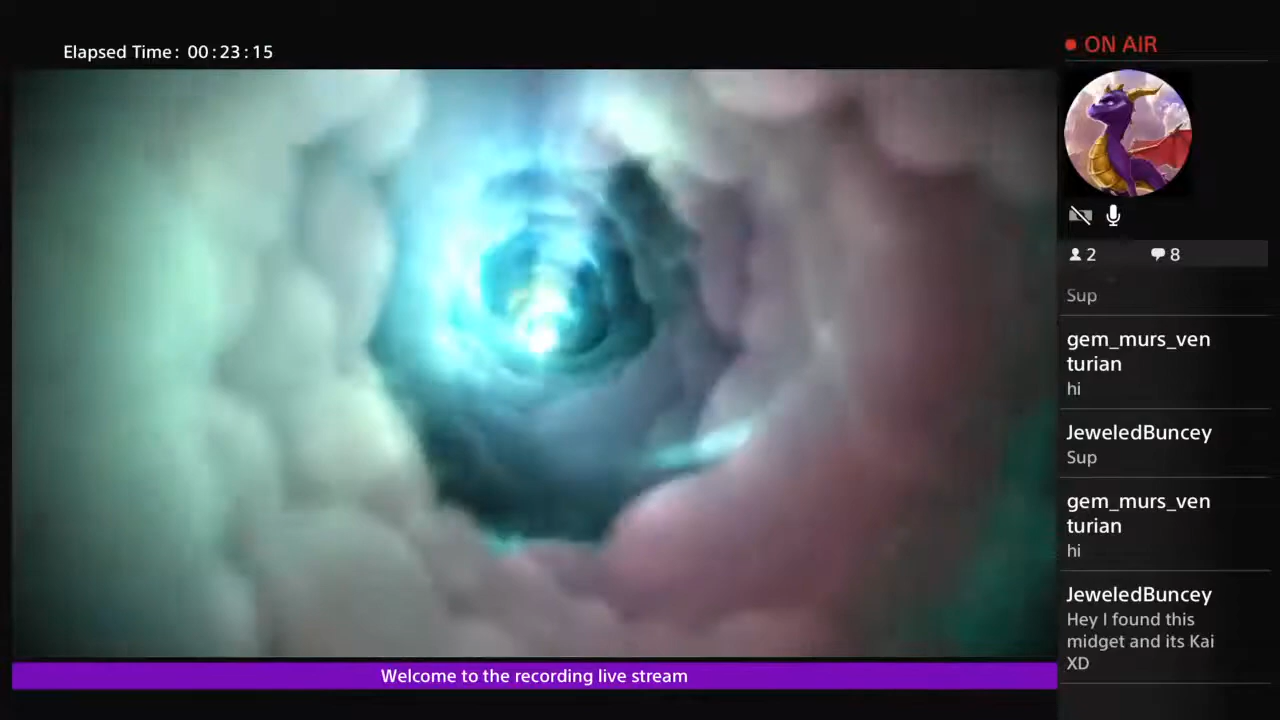 Elapsed Time: 00:23:15
ON AIR
2 8
Sup
gem_murs_ven
turian
hi
JeweledBuncey
Sup
gem_murs_ven
turian
hi
JeweledBuncey
Hey I found this
midget and its Kai
XD
Welcome to the recording live stream